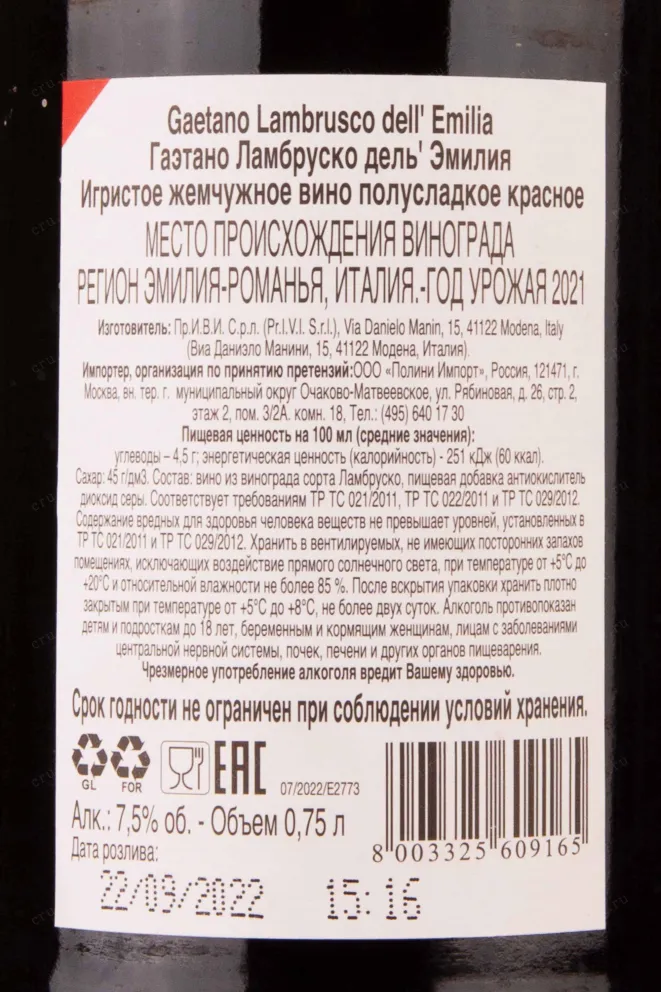 Gaetano Lambrusco dell' Emilia
Гаэтано Ламбруско дель' Эмилия
Игристое жемчужное вино полусладкое красное
МЕСТО ПРОИСХОЖДЕНИЯ ВИНОГРАДА
РЕГИОН ЭМИЛИЯ-РОМАНЬЯ, ИТАЛИЯ.-ГОД УРОЖАЯ 2021
Изготовитель: Пр.И.В.И. С.р.л. (Pr.I.V.I. S.r.l.), Via Danielo Manin, 15, 41122 Modena, Italy
(Виа Даниэло Манини, 15, 41122 Модена, Италия).
Импортер, организация по принятию претензий:ООО «Полини Импорт», Россия, 121471, г.
Москва, вн. тер. г. муниципальный округ Очаково-Матвеевское, ул. Рябиновая, д. 26, стр. 2,
этаж 2, пом. 3/2А. комн. 18, Тел.: (495) 640 17 30
Пищевая ценность на 100 мл (средние значения):
углеводы – 4,5 г; энергетическая ценность (калорийность) - 251 кДж (60 ккал).
Сахар: 45 г/дм3. Состав: вино из винограда сорта Ламбруско, пищевая добавка антиокислитель
диоксид серы. Соответствует требованиям ТР ТС 021/2011, ТР ТС 022/2011 и ТР ТС 029/2012.
Содержание вредных для здоровья человека веществ не превышает уровней, установленных в
ТР ТС 021/2011 и ТР ТС 029/2012. Хранить в вентилируемых, не имеющих посторонних запахов
помещениях, исключающих воздействие прямого солнечного света, при температуре от +5°С до
+20°С и относительной влажности не более 85 %. После вскрытия упаковки хранить плотно
закрытым при температуре от +5°С до +8°С, не более двух суток. Алкоголь противопоказан
детям и подросткам до 18 лет, беременным и кормящим женщинам, лицам с заболеваниями
центральной нервной системы, почек, печени и других органов пищеварения.
Чрезмерное употребление алкоголя вредит Вашему здоровью.
Срок годности не ограничен при соблюдении условий хранения.
GL FOR EAC 07/2022/E2773
Алк.: 7,5% об. - Объем 0,75 л
Дата розлива:
8 003325 609165
22/09/2022 15:16